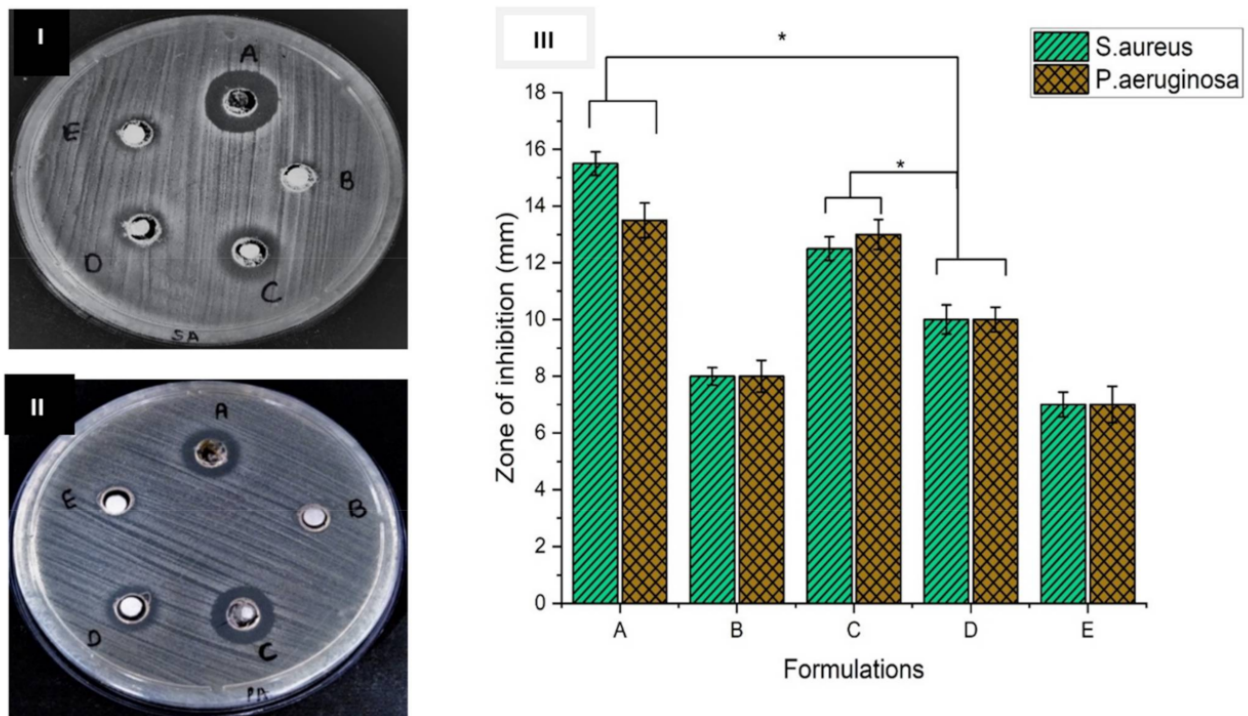 I
A
E
B
D
C
SA
II
A
E
B
D
C
PA
III
*
S.aureus
P.aeruginosa
*
Zone of inhibition (mm)
18
16
14
12
10
8
6
4
2
0
A B C D E
Formulations